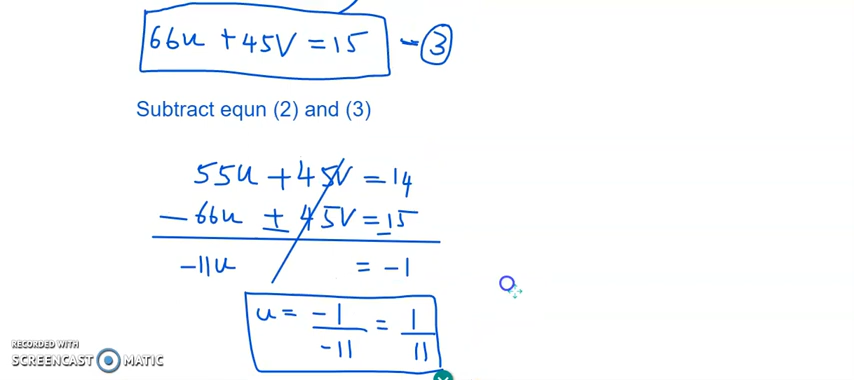 66u + 45V = 15 - 3
Subtract equn (2) and (3)
55u + 45V = 14
- 66u ± 45V = 15
-11u = -1
u = -1/-11 = 1/11
RECORDED WITH
SCREENCAST MATIC